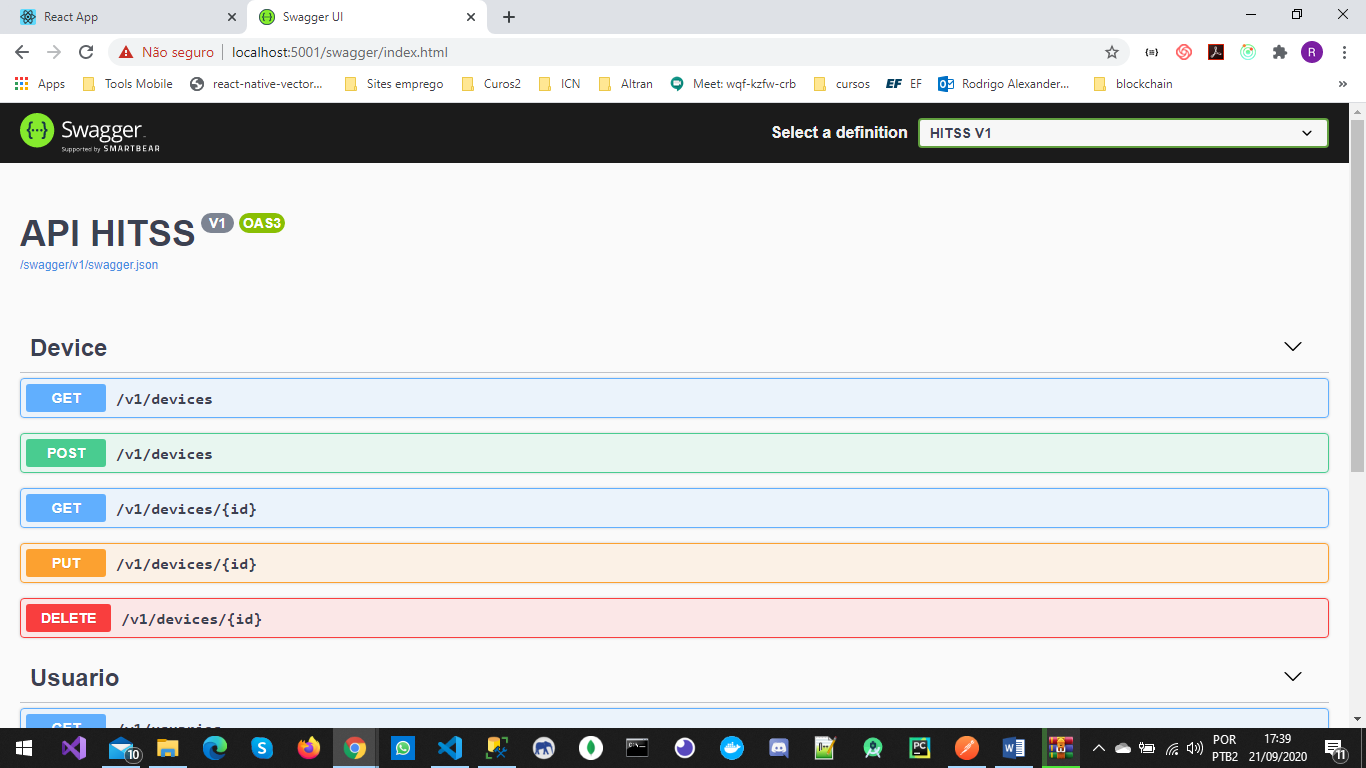 React App
Swagger UI
Não seguro
localhost:5001/swagger/index.html
R
Apps
Tools Mobile
react-native-vector...
Sites emprego
Curos2
ICN
Altran
Meet: wqf-kzfw-crb
cursos
EF EF
Rodrigo Alexander...
blockchain
»
Swagger
Supported by SMARTBEAR
Select a definition
HITSS V1
API HITSS V1 OAS3
/swagger/v1/swagger.json
Device
GET /v1/devices
POST /v1/devices
GET /v1/devices/{id}
PUT /v1/devices/{id}
DELETE /v1/devices/{id}
Usuario
GET /v1/usuarios
10
POR
PTB2
17:39
21/09/2020
11